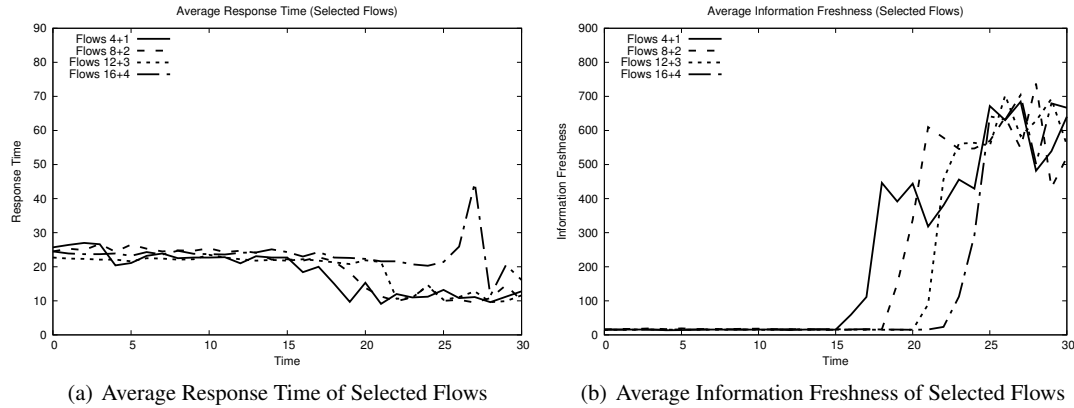 Average Response Time (Selected Flows)
90
80
70
60
50
40
30
20
10
0
Response Time
Flows 4+1
Flows 8+2
Flows 12+3
Flows 16+4
0 5 10 15 20 25 30
Time
(a) Average Response Time of Selected Flows
Average Information Freshness (Selected Flows)
900
800
700
600
500
400
300
200
100
0
Information Freshness
Flows 4+1
Flows 8+2
Flows 12+3
Flows 16+4
0 5 10 15 20 25 30
Time
(b) Average Information Freshness of Selected Flows